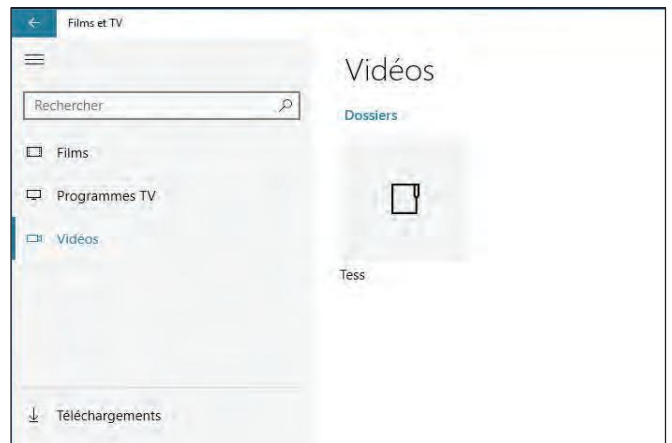 Films et TV
Rechercher
Films
Programmes TV
Vidéos
Téléchargements
Vidéos
Dossiers
Tess